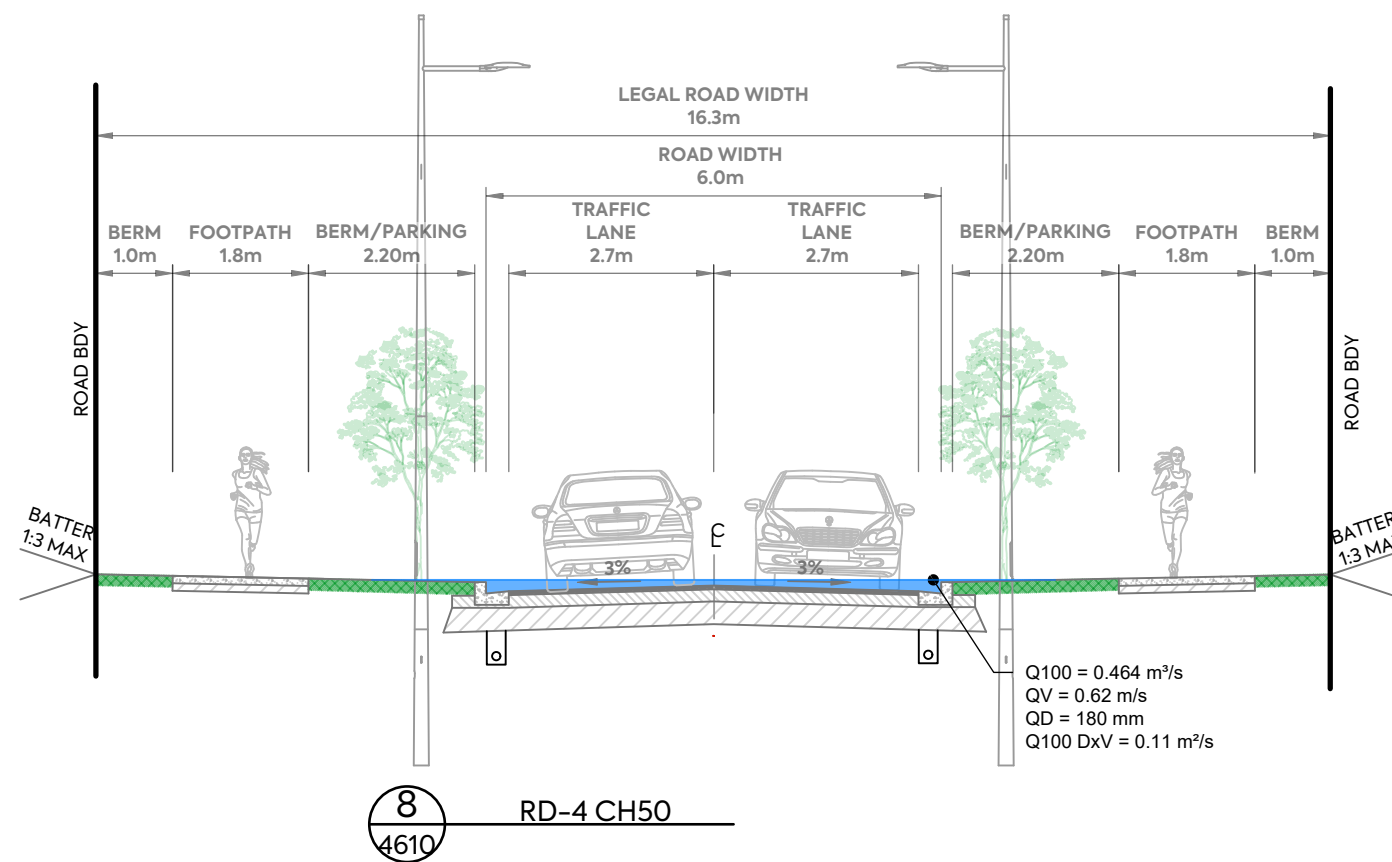 LEGAL ROAD WIDTH
16.3m
ROAD WIDTH
6.0m
BERM
1.0m
FOOTPATH
1.8m
BERM/PARKING
2.20m
TRAFFIC
LANE
2.7m
TRAFFIC
LANE
2.7m
BERM/PARKING
2.20m
FOOTPATH
1.8m
BERM
1.0m
ROAD BDY
ROAD BDY
BATTER
1:3 MAX
BATTER
1:3 MAX
3%
3%
Q100 = 0.464 m³/s
QV = 0.62 m/s
QD = 180 mm
Q100 DxV = 0.11 m²/s
8
4610
RD-4 CH50